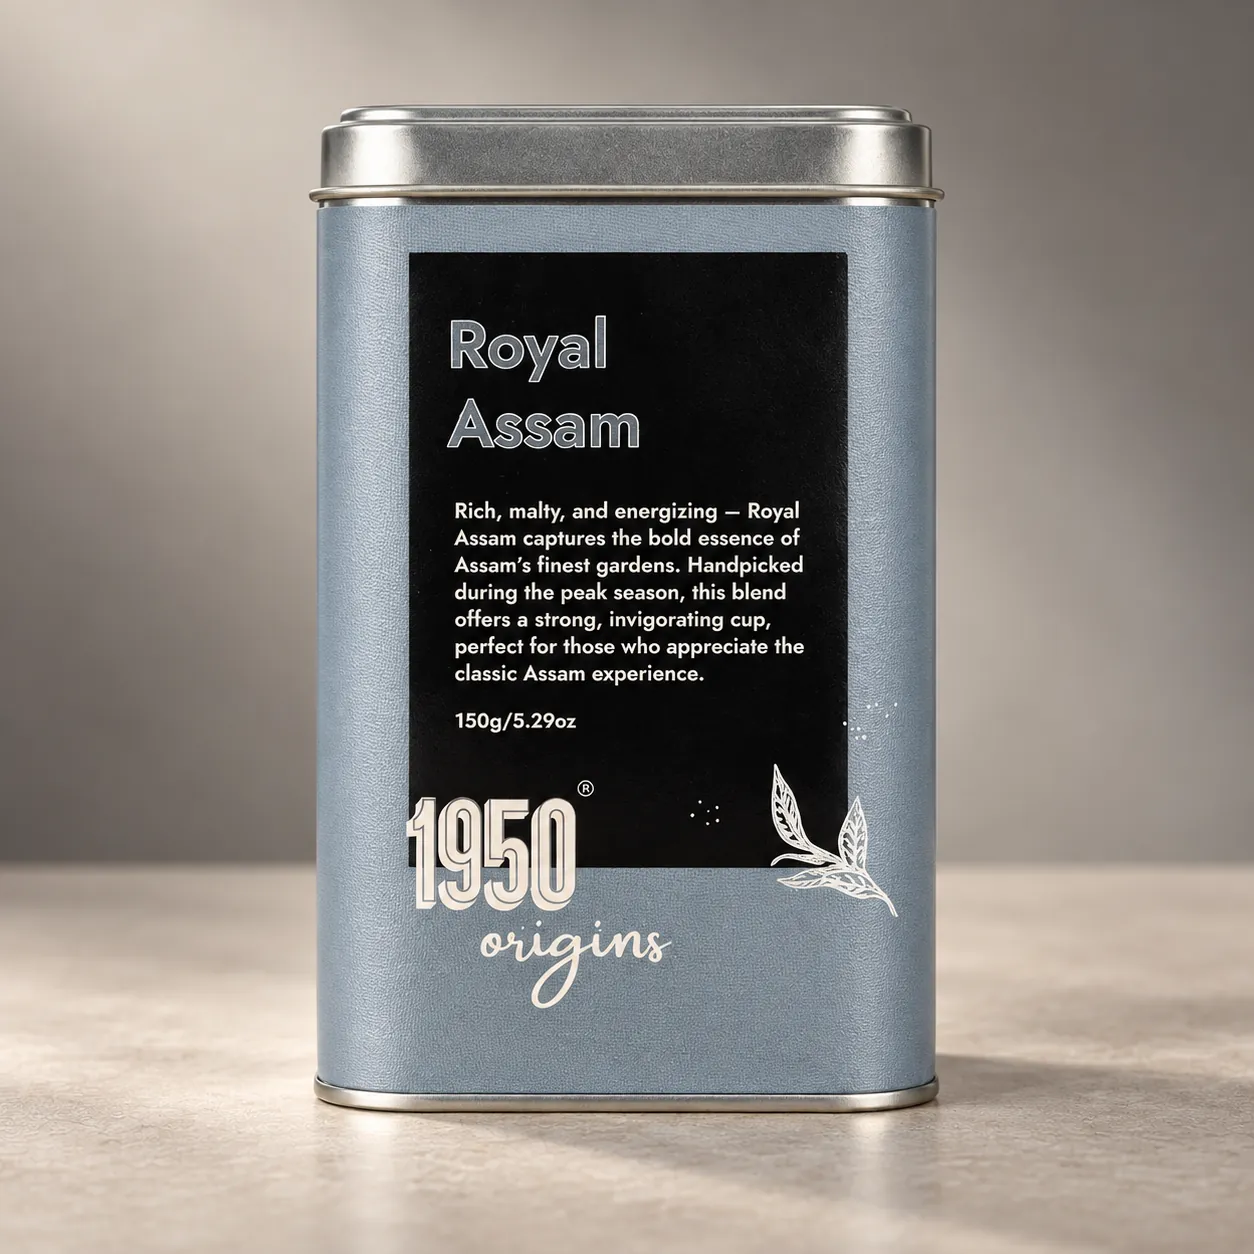 Royal
Assam
Rich, malty, and energizing — Royal
Assam captures the bold essence of
Assam’s finest gardens. Handpicked
during the peak season, this blend
offers a strong, invigorating cup,
perfect for those who appreciate the
classic Assam experience.
150g/5.29oz
1950®
origins